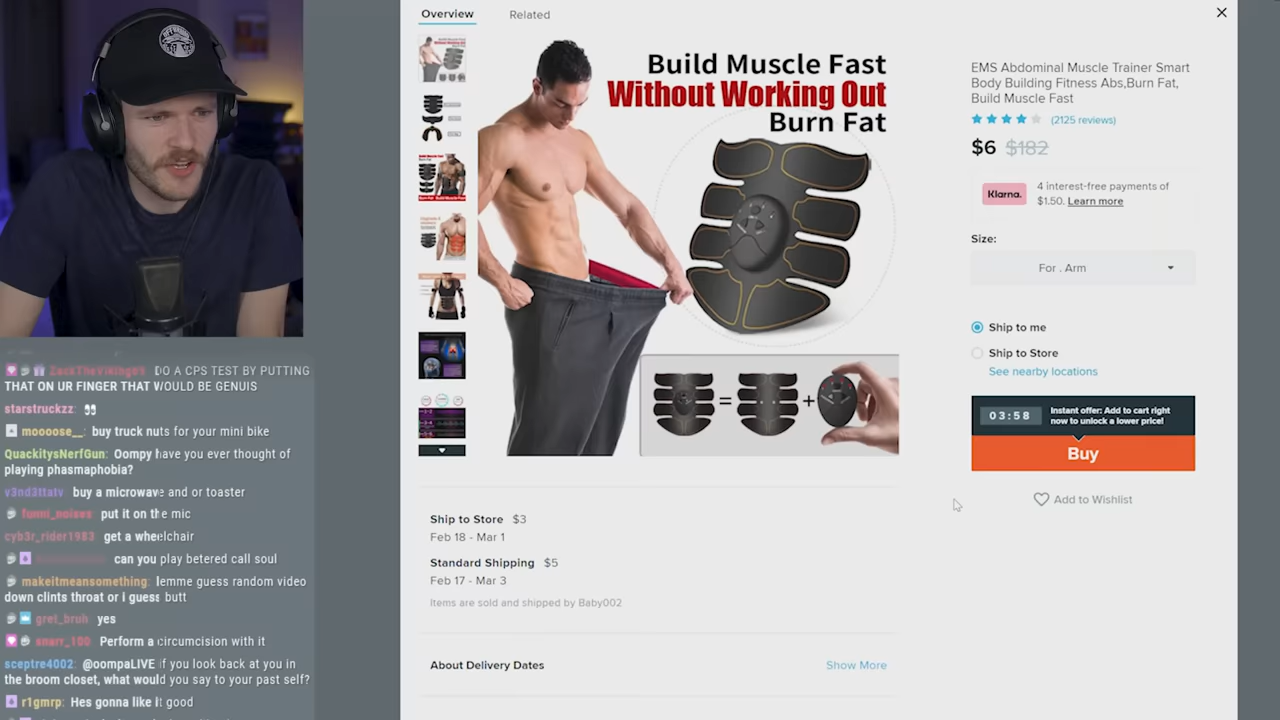 Overview
Related
Build Muscle Fast
Without Working Out
Burn Fat
EMS Abdominal Muscle Trainer Smart
Body Building Fitness Abs,Burn Fat,
Build Muscle Fast
(2125 reviews)
$6 $182
Klarna.
4 interest-free payments of
$1.50. Learn more
Size:
For . Arm
Ship to me
Ship to Store
See nearby locations
03:58
Instant offer: Add to cart right
now to unlock a lower price!
Buy
Add to Wishlist
= +
Ship to Store $3
Feb 18 - Mar 1
Standard Shipping $5
Feb 17 - Mar 3
Items are sold and shipped by Baby002
About Delivery Dates
Show More
DO A CPS TEST BY PUTTING
THAT ON UR FINGER THAT WOULD BE GENUIS
starstruckzz:
moooose_: buy truck nuts for your mini bike
QuackitysNerfGun: Oompy have you ever thought of
playing phasmaphobia?
v3nd3ttatv buy a microwave and or toaster
funni_noises put it on the mic
cyb3r_rider1983 get a wheelchair
can you play betered call soul
makeitmeansomething: lemme guess random video
down clints throat or i guess butt
grei_bruh yes
snarr_100 Perform a circumcision with it
sceptre4002: @oompaLIVE if you look back at you in
the broom closet, what would you say to your past self?
r1gmrp: Hes gonna like it good